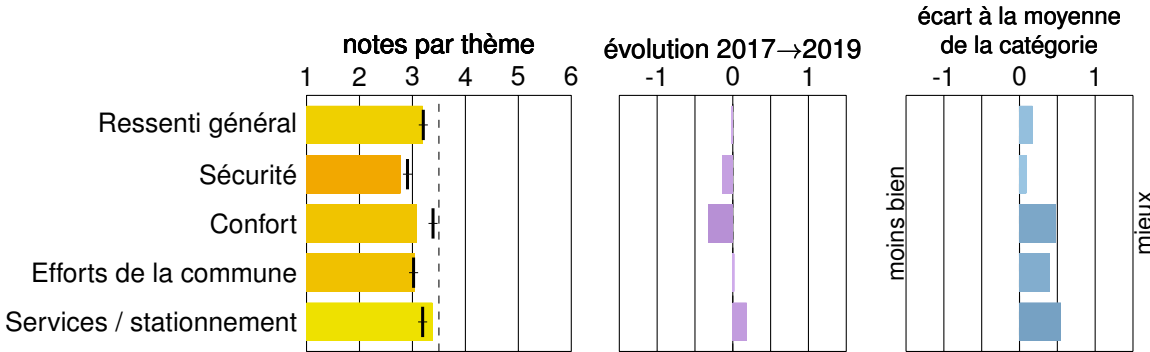 notes par thème
1 2 3 4 5 6
Ressenti général
Sécurité
Confort
Efforts de la commune
Services / stationnement
évolution 2017→2019
-1 0 1
écart à la moyenne
de la catégorie
-1 0 1
moins bien
mieux